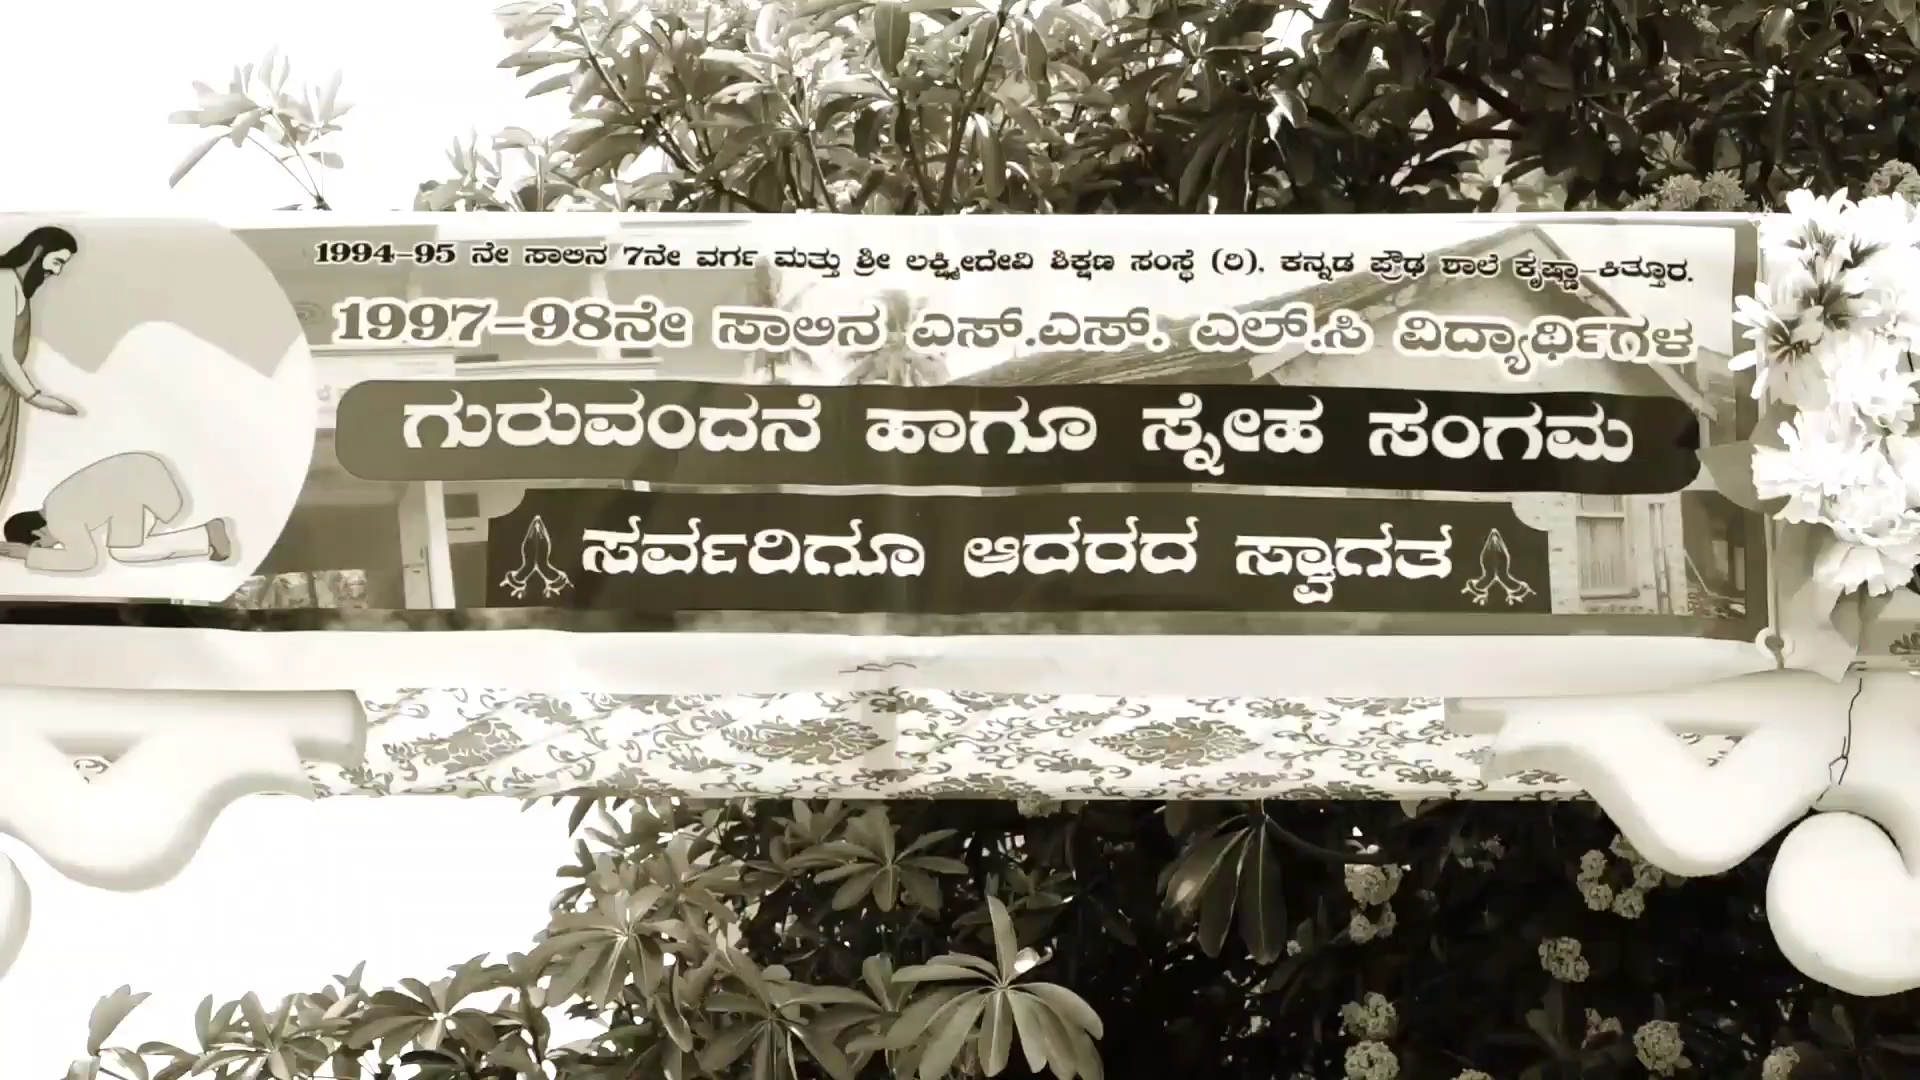 1994-95 ನೇ ಸಾಲಿನ 7ನೇ ವರ್ಗ ಮತ್ತು ಶ್ರೀ ಲಕ್ಷ್ಮೀದೇವಿ ಶಿಕ್ಷಣ ಸಂಸ್ಥೆ (ರಿ). ಕನ್ನಡ ಪ್ರೌಢ ಶಾಲೆ ಕೃಷ್ಣಾ-ಕಿತ್ತೂರ.
1997-98ನೇ ಸಾಲಿನ ಎಸ್.ಎಸ್. ಎಲ್.ಸಿ ವಿದ್ಯಾರ್ಥಿಗಳ
ಗುರುವಂದನೆ ಹಾಗೂ ಸ್ನೇಹ ಸಂಗಮ
ಸರ್ವರಿಗೂ ಆದರದ ಸ್ವಾಗತ